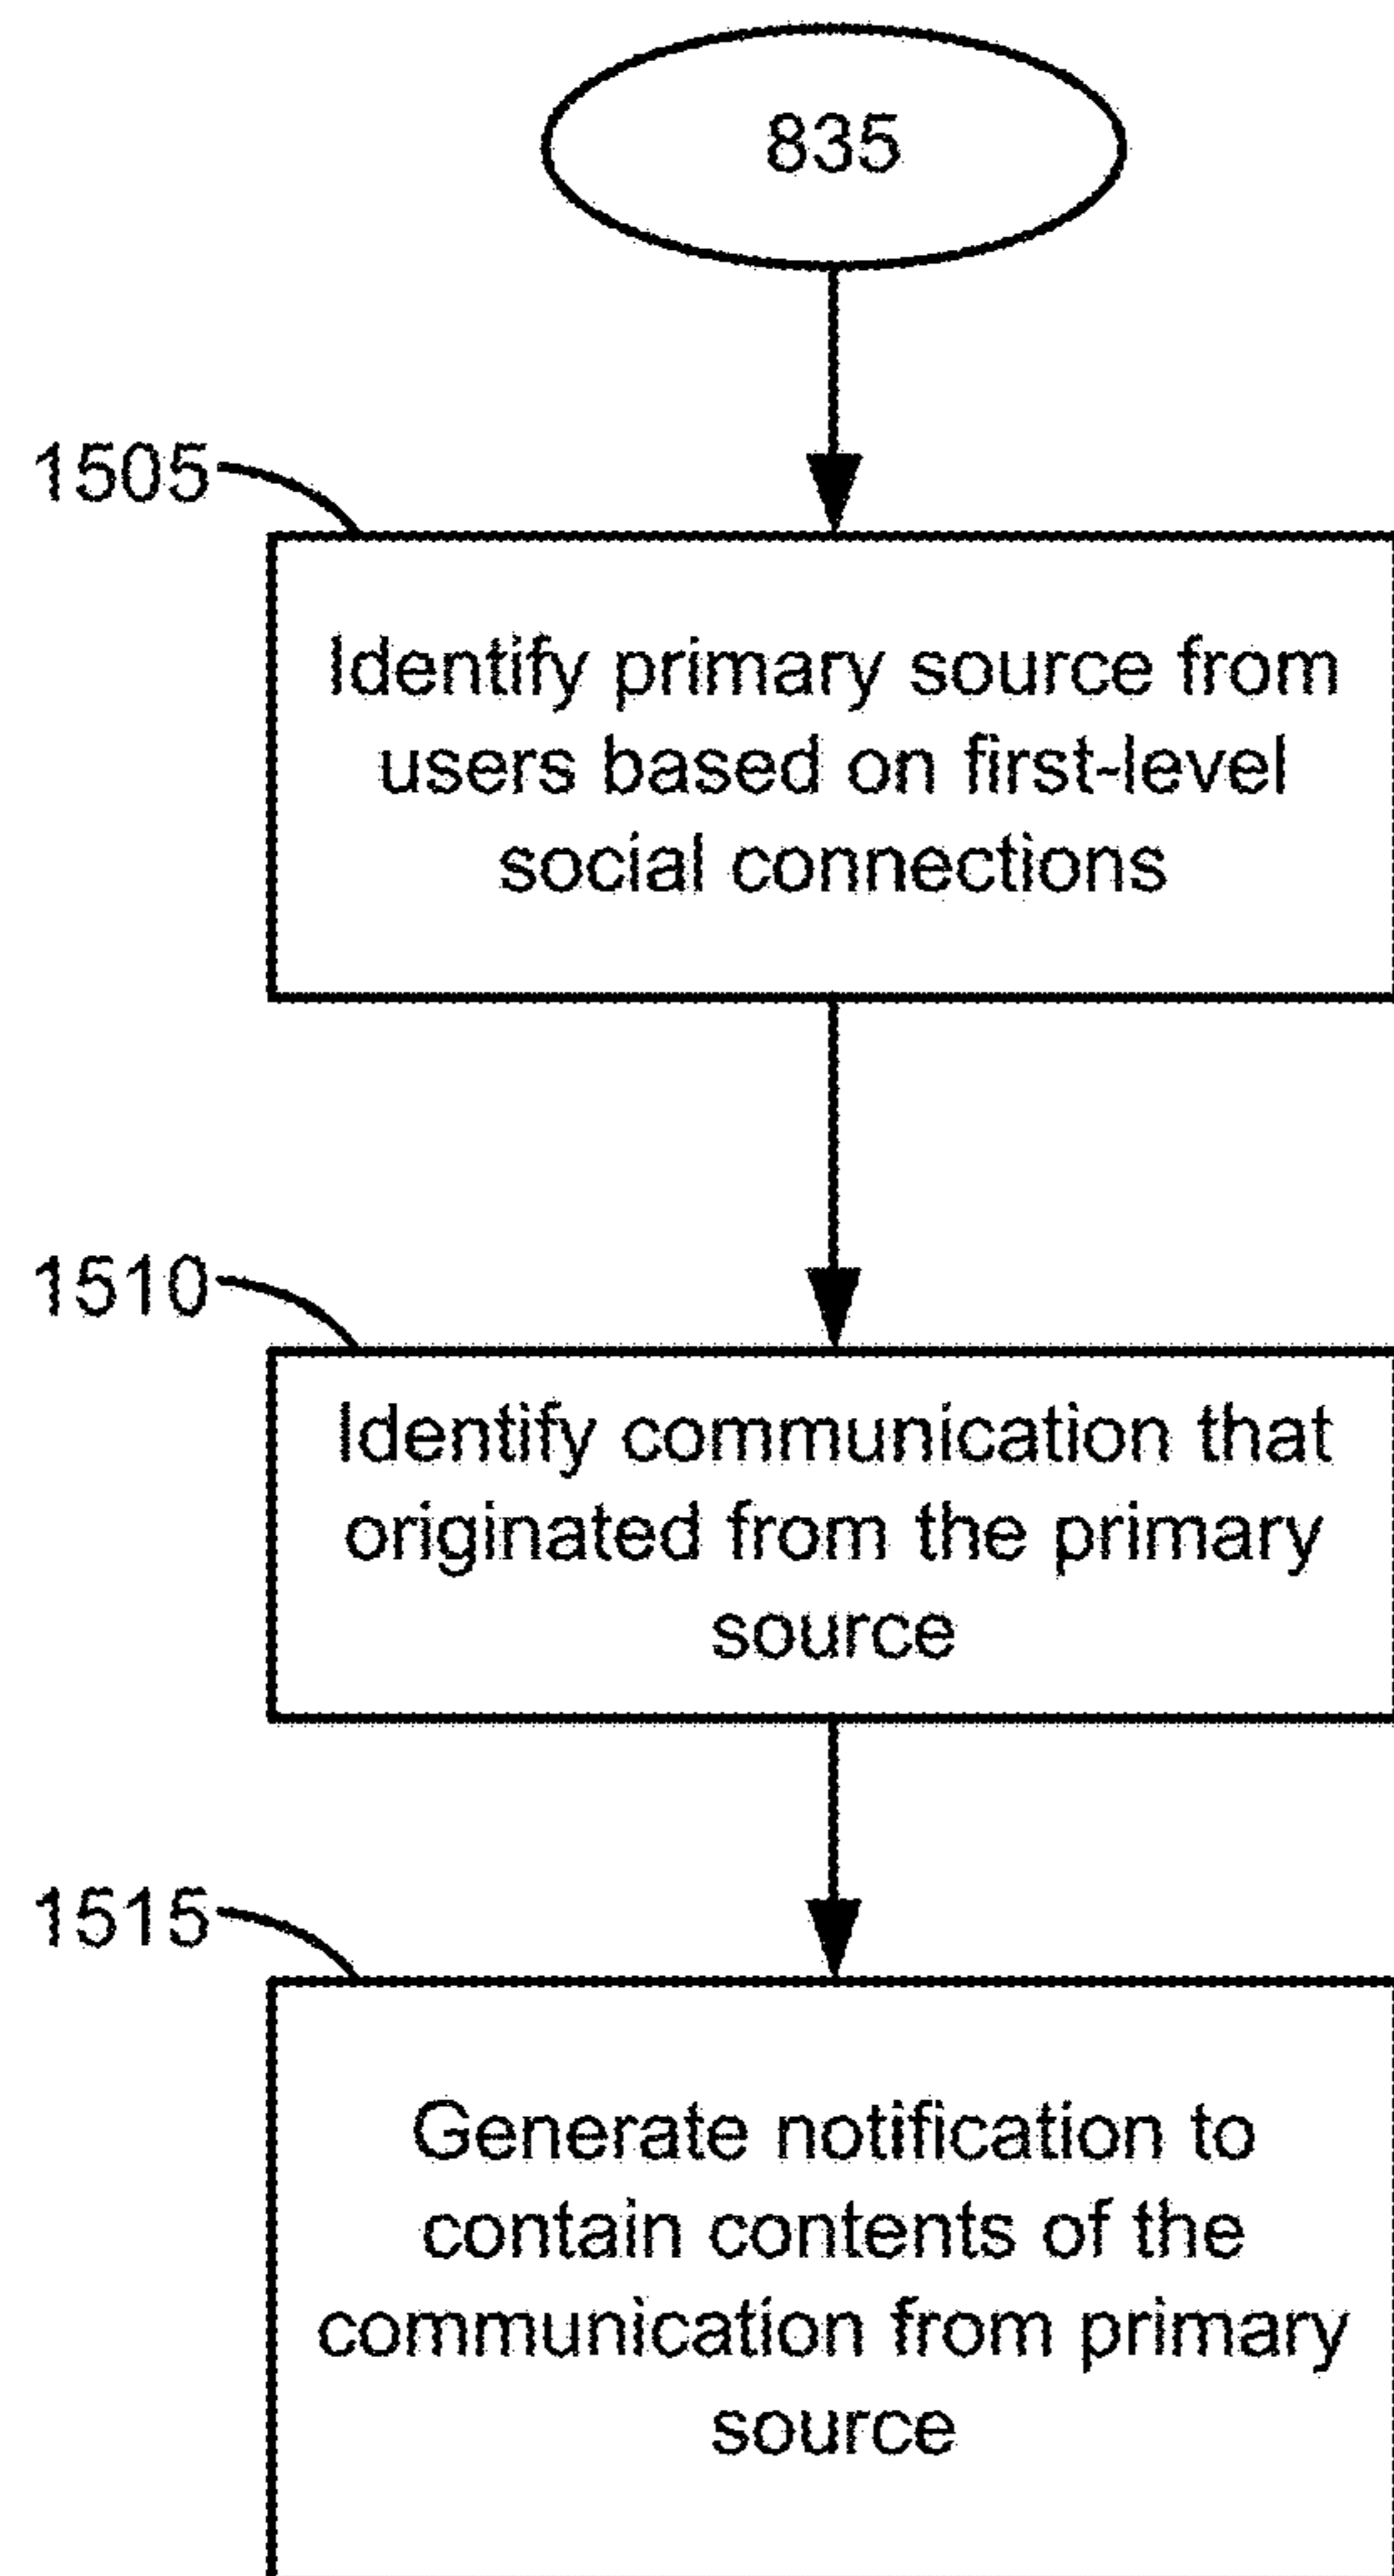 835
1505
Identify primary source from
users based on first-level
social connections
1510
Identify communication that
originated from the primary
source
1515
Generate notification to
contain contents of the
communication from primary
source